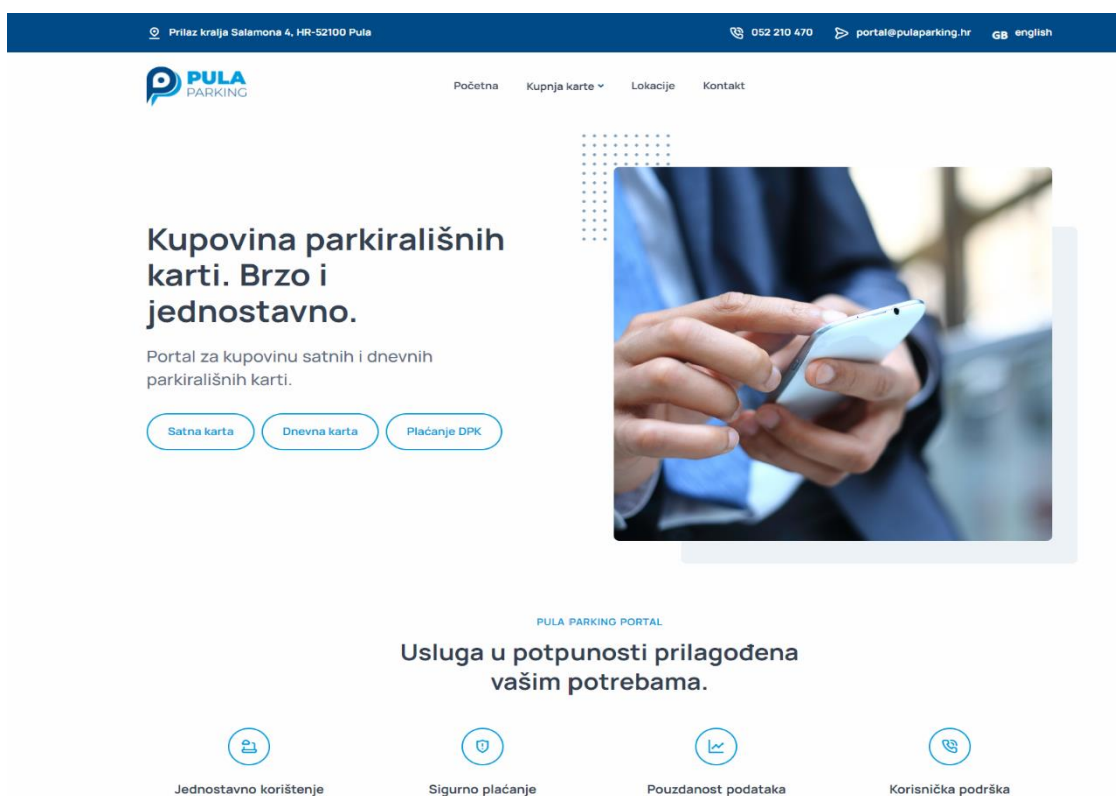 Prilaz kralja Salamona 4, HR-52100 Pula
052 210 470
portal@pulaparking.hr
GB english
PULA
PARKING
Početna
Kupnja karte
Lokacije
Kontakt
Kupovina parkirališnih
karti. Brzo i
jednostavno.
Portal za kupovinu satnih i dnevnih
parkirališnih karti.
Satna karta
Dnevna karta
Plaćanje DPK
PULA PARKING PORTAL
Usluga u potpunosti prilagođena
vašim potrebama.
Jednostavno korištenje
Sigurno plaćanje
Pouzdanost podataka
Korisnička podrška